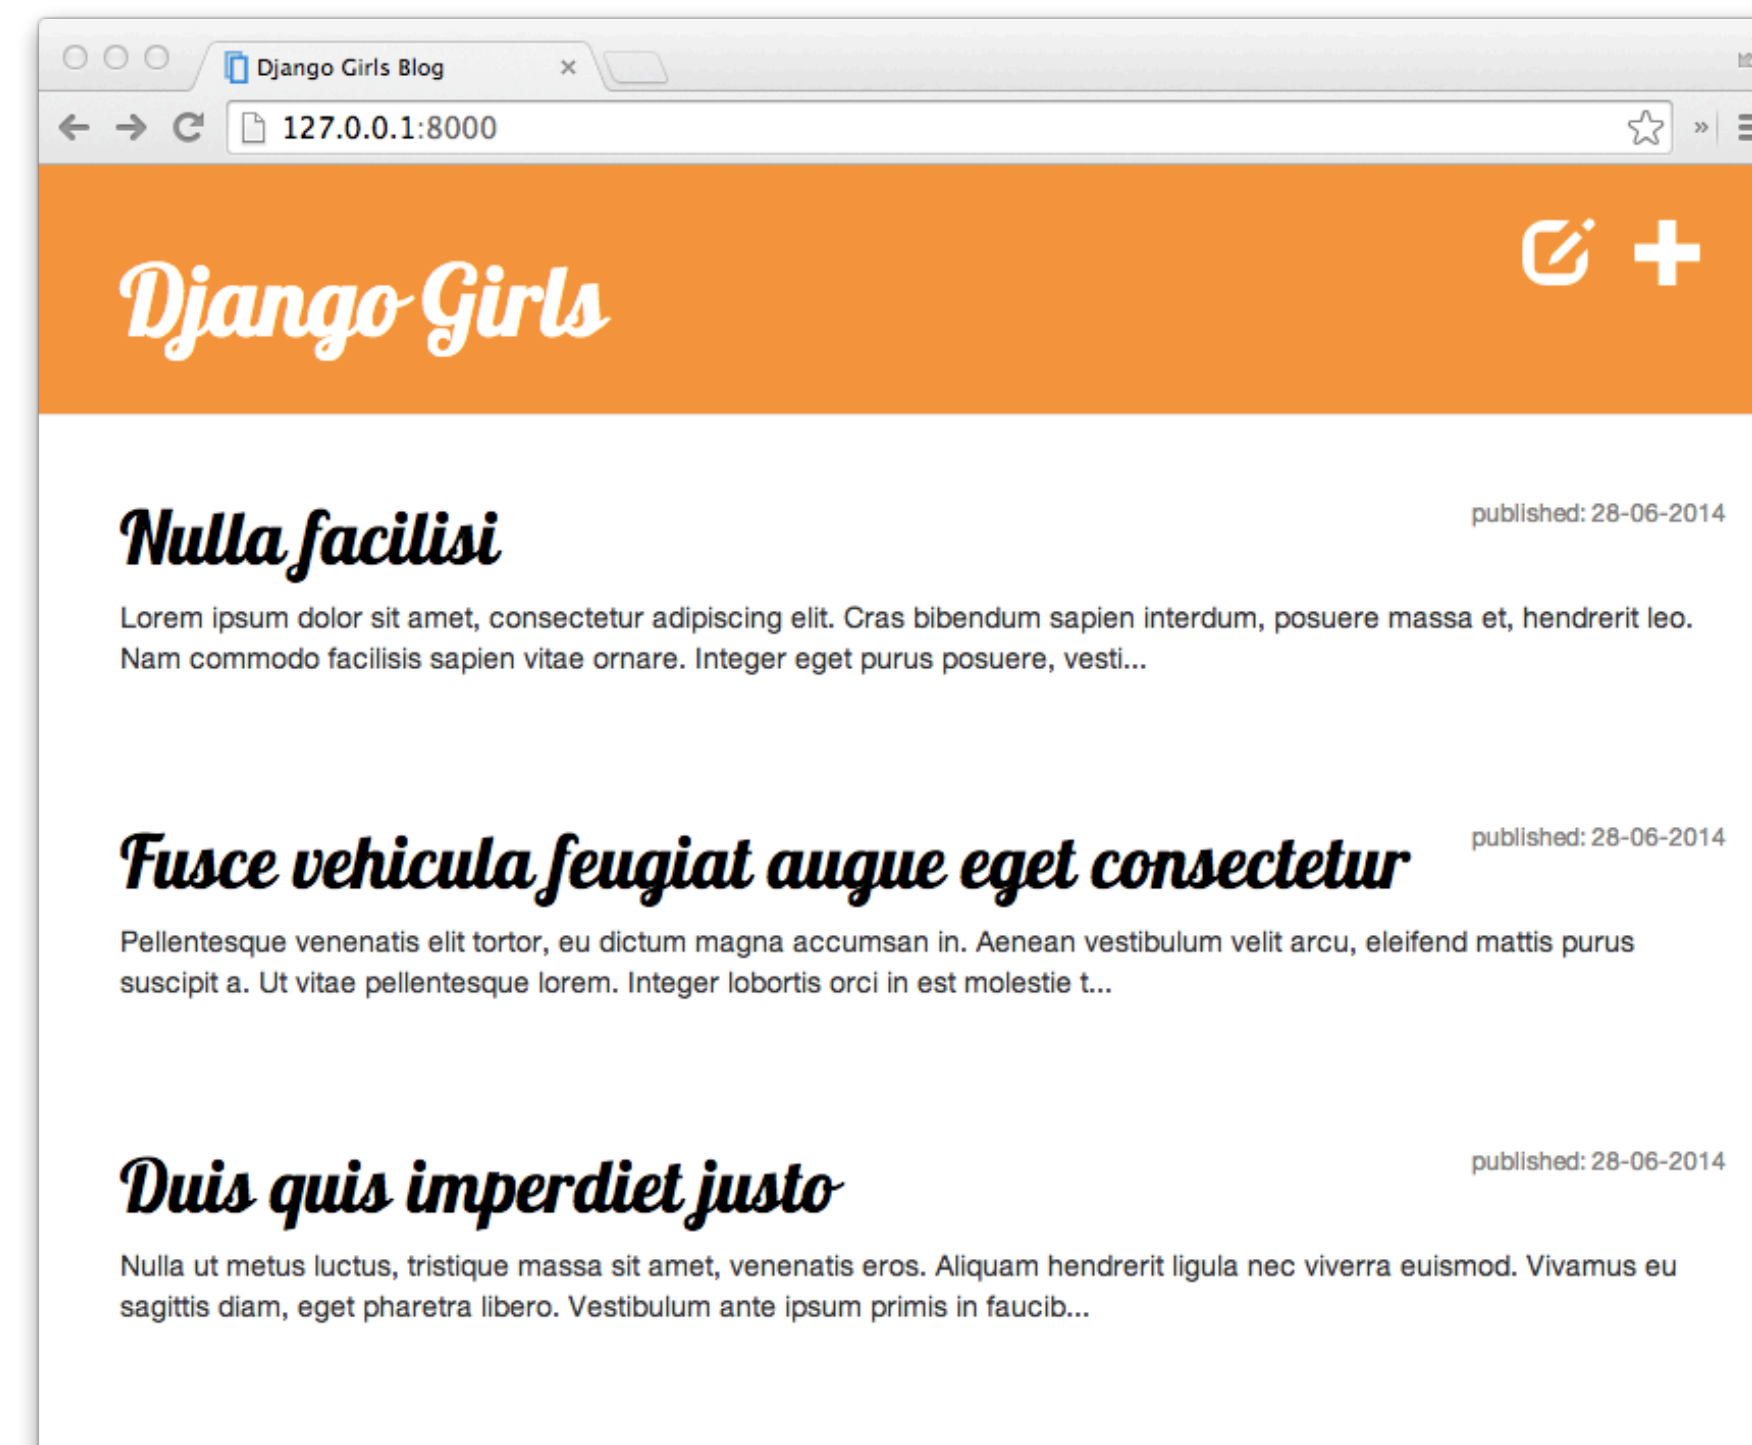 Django Girls Blog
127.0.0.1:8000
Django Girls
Nulla facilisi
published: 28-06-2014
Lorem ipsum dolor sit amet, consectetur adipiscing elit. Cras bibendum sapien interdum, posuere massa et, hendrerit leo.
Nam commodo facilisis sapien vitae ornare. Integer eget purus posuere, vesti...
Fusce vehicula feugiat augue eget consectetur
published: 28-06-2014
Pellentesque venenatis elit tortor, eu dictum magna accumsan in. Aenean vestibulum velit arcu, eleifend mattis purus
suscipit a. Ut vitae pellentesque lorem. Integer lobortis orci in est molestie t...
Duis quis imperdiet justo
published: 28-06-2014
Nulla ut metus luctus, tristique massa sit amet, venenatis eros. Aliquam hendrerit ligula nec viverra euismod. Vivamus eu
sagittis diam, eget pharetra libero. Vestibulum ante ipsum primis in faucib...